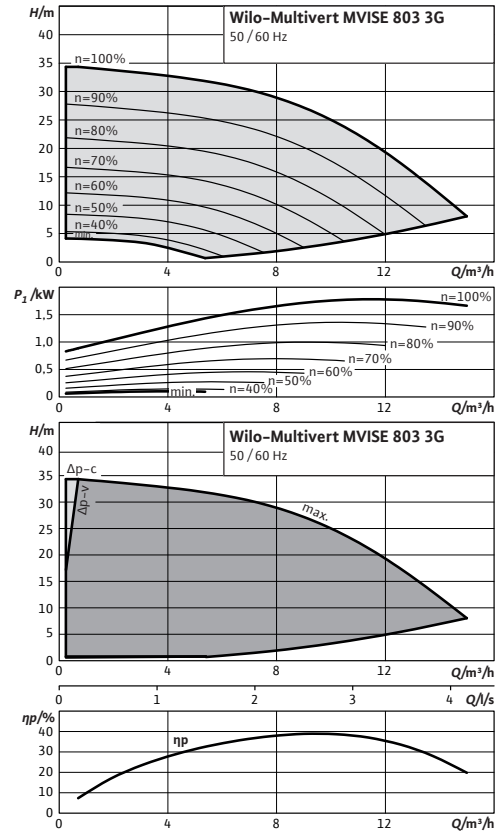 H/m
Wilo-Multivert MVISE 803 3G
50 / 60 Hz
40
35
30
25
20
15
10
5
0
n=100%
n=90%
n=80%
n=70%
n=60%
n=50%
n=40%
min.
0 4 8 12 Q/m³/h
P1 /kW
1,5
1,0
0,5
0
n=100%
n=90%
n=80%
n=70%
n=60%
n=50%
n=40%
min.
0 4 8 12 Q/m³/h
H/m
Wilo-Multivert MVISE 803 3G
50 / 60 Hz
40
35
30
25
20
15
10
5
0
Δp-c
Δp-v
max.
0 4 8 12 Q/m³/h
0 1 2 3 4 Q/l/s
ηp/%
40
30
20
10
0
ηp
0 4 8 12 Q/m³/h